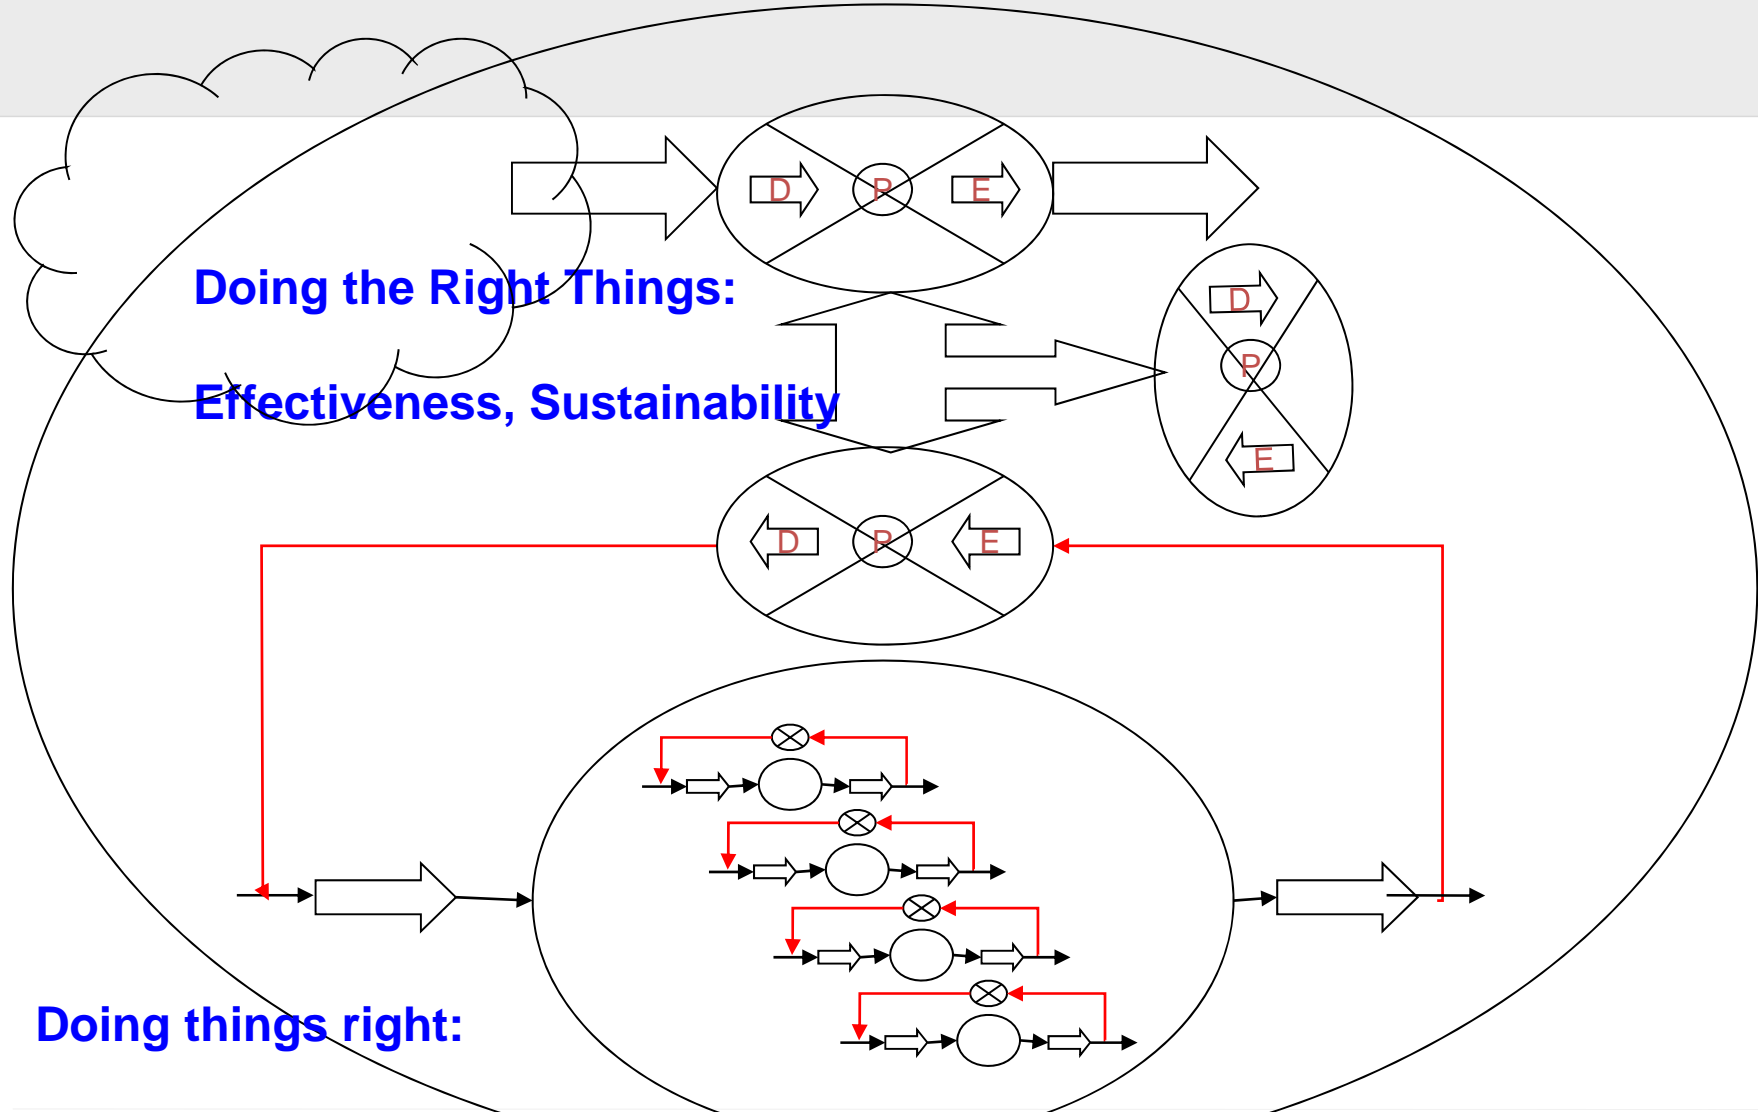 D P E
Doing the Right Things:
D
P
Effectiveness, Sustainability
E
D P E
Doing things right: